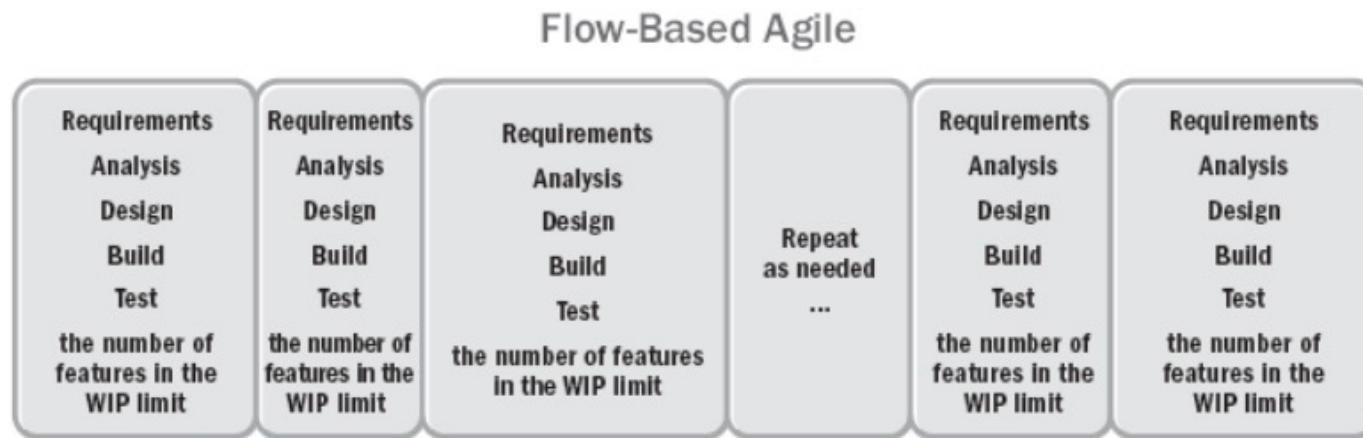 Flow-Based Agile
Requirements
Analysis
Design
Build
Test
the number of
features in the
WIP limit
Requirements
Analysis
Design
Build
Test
the number of
features in the
WIP limit
Requirements
Analysis
Design
Build
Test
the number of features
in the WIP limit
Repeat
as needed
...
Requirements
Analysis
Design
Build
Test
the number of
features in the
WIP limit
Requirements
Analysis
Design
Build
Test
the number of
features in the
WIP limit